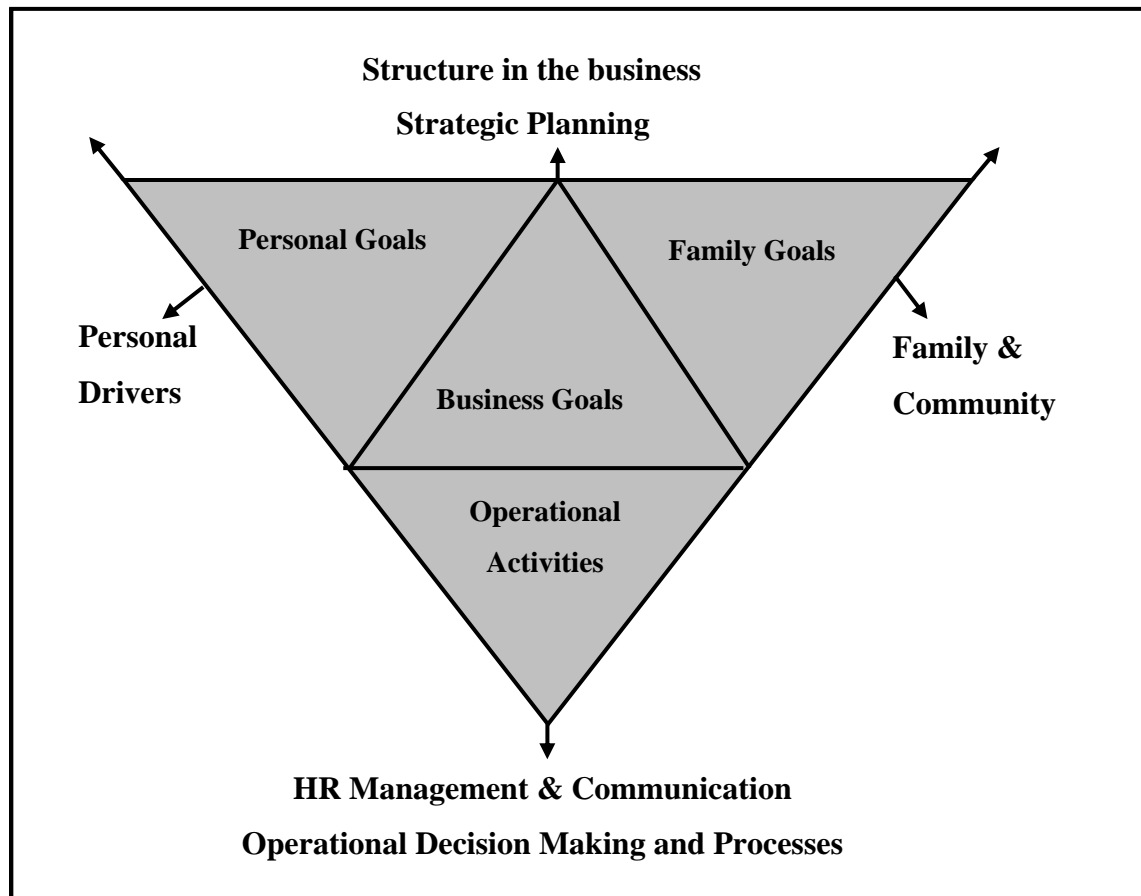 Structure in the business
Strategic Planning
Personal Goals
Family Goals
Personal
Drivers
Family &
Community
Business Goals
Operational
Activities
HR Management & Communication
Operational Decision Making and Processes